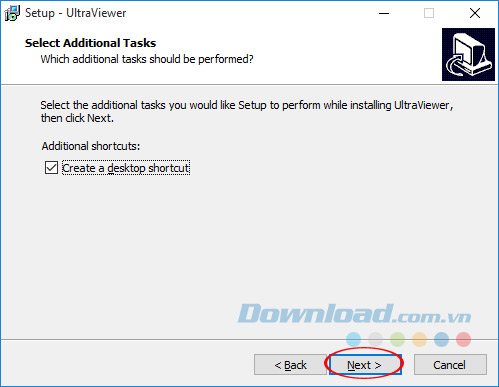 Setup - UltraViewer
Select Additional Tasks
Which additional tasks should be performed?
Select the additional tasks you would like Setup to perform while installing UltraViewer,
then click Next.
Additional shortcuts:
Create a desktop shortcut
Download.com.vn
< Back
Next >
Cancel